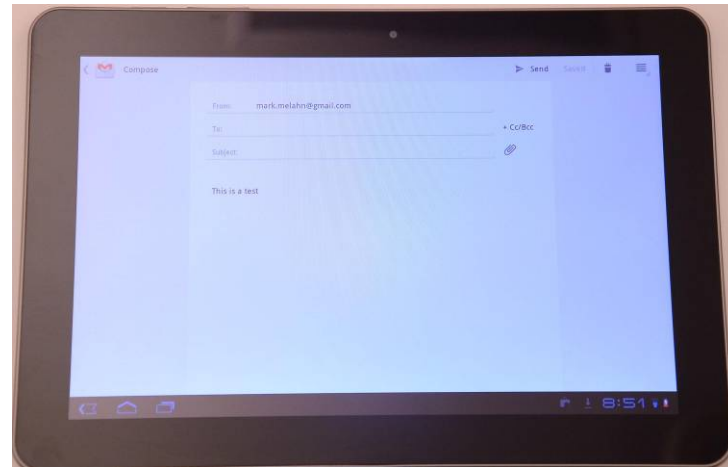 Compose
Send Saved
From: mark.melahn@gmail.com
To: + Cc/Bcc
Subject:
This is a test
8:51